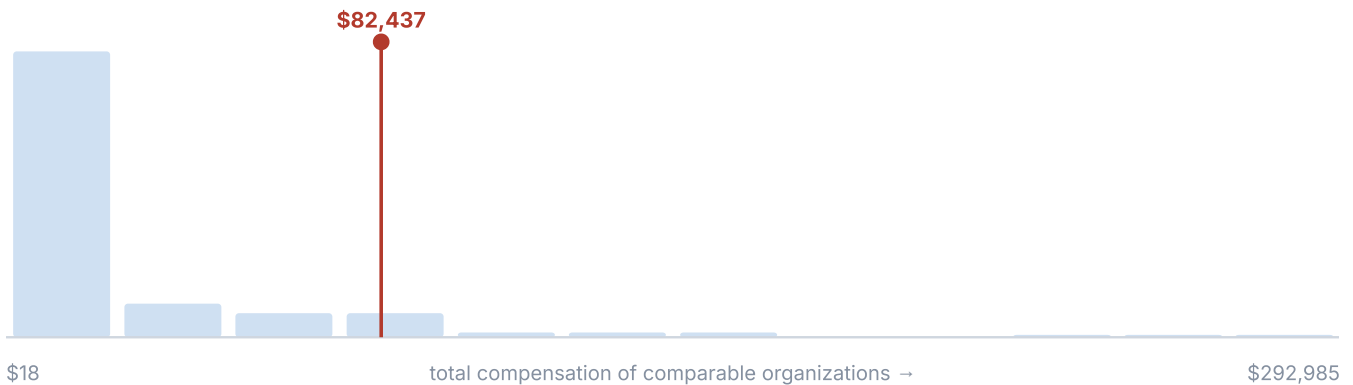 $82,437
$18
total compensation of comparable organizations →
$292,985